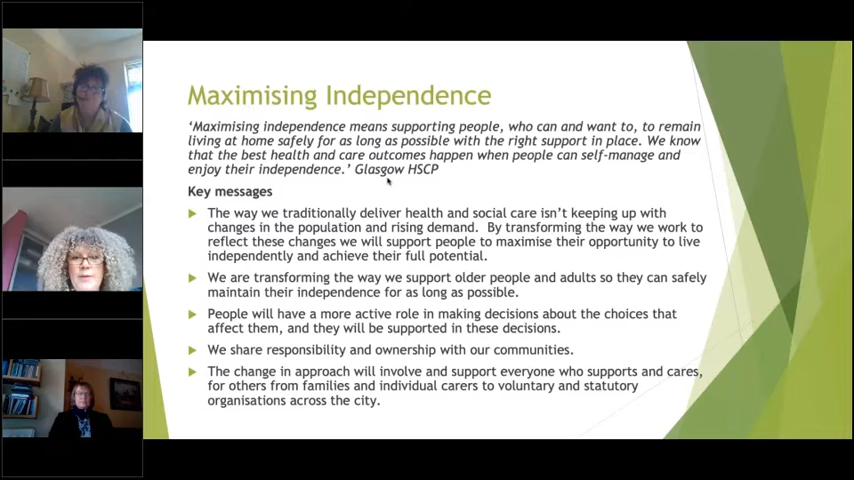 Maximising Independence
‘Maximising independence means supporting people, who can and want to, to remain
living at home safely for as long as possible with the right support in place. We know
that the best health and care outcomes happen when people can self-manage and
enjoy their independence.’ Glasgow HSCP
Key messages
The way we traditionally deliver health and social care isn’t keeping up with
changes in the population and rising demand. By transforming the way we work to
reflect these changes we will support people to maximise their opportunity to live
independently and achieve their full potential.
We are transforming the way we support older people and adults so they can safely
maintain their independence for as long as possible.
People will have a more active role in making decisions about the choices that
affect them, and they will be supported in these decisions.
We share responsibility and ownership with our communities.
The change in approach will involve and support everyone who supports and cares,
for others from families and individual carers to voluntary and statutory
organisations across the city.